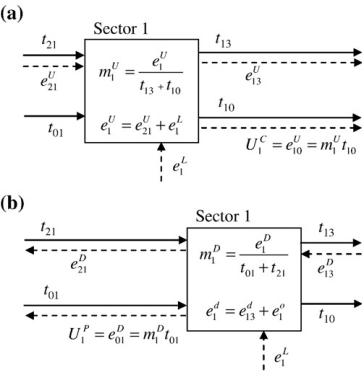 (a)
Sector 1
t₂₁
e₂₁ᵁ
t₀₁
m₁ᵁ = e₁ᵁ / (t₁₃ + t₁₀)
e₁ᵁ = e₂₁ᵁ + e₁ᴸ
t₁₃
e₁₃ᵁ
t₁₀
U₁ᶜ = e₁₀ᵁ = m₁ᵁ t₁₀
e₁ᴸ
(b)
Sector 1
t₂₁
e₂₁ᴰ
t₀₁
U₁ᴾ = e₀₁ᴰ = m₁ᴰ t₀₁
m₁ᴰ = e₁ᴰ / (t₀₁ + t₂₁)
e₁ᵈ = e₁₃ᵈ + e₁ᵒ
t₁₃
e₁₃ᴰ
t₁₀
e₁ᴸ